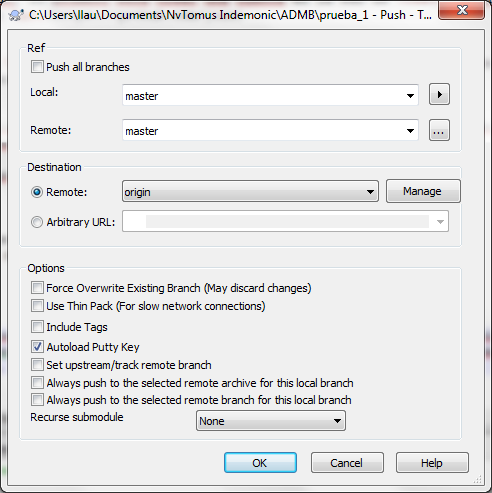 C:\Users\llau\Documents\NvTomus Indemonic\ADMB\prueba_1 - Push - T...
Ref
Push all branches
Local:
master
Remote:
master
...
Destination
Remote:
origin
Manage
Arbitrary URL:
Options
Force Overwrite Existing Branch (May discard changes)
Use Thin Pack (For slow network connections)
Include Tags
Autoload Putty Key
Set upstream/track remote branch
Always push to the selected remote archive for this local branch
Always push to the selected remote branch for this local branch
Recurse submodule
None
OK
Cancel
Help